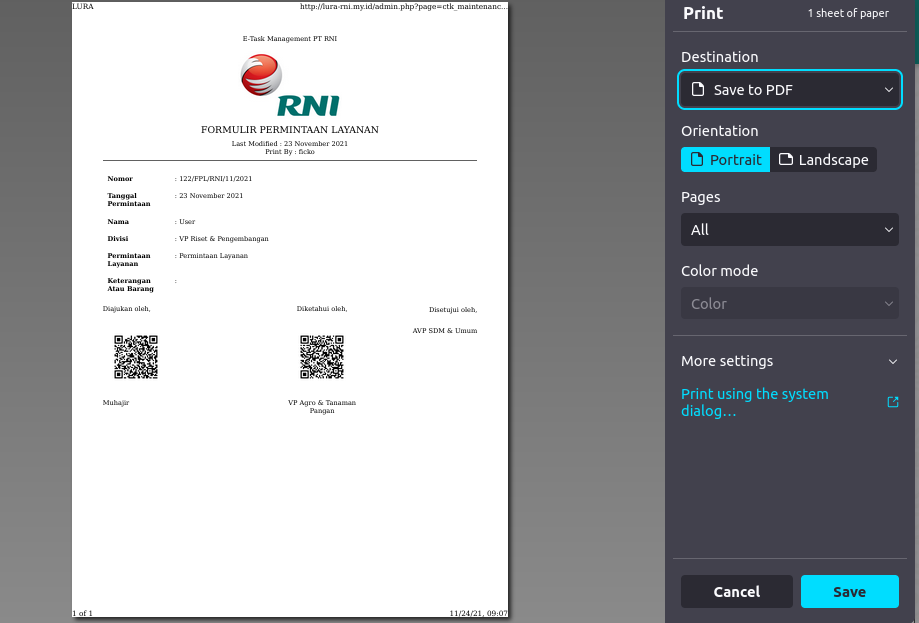 LURA http://lura-rni.my.id/admin.php?page=ctk_maintenanc...
E-Task Management PT RNI
RNI
FORMULIR PERMINTAAN LAYANAN
Last Modified : 23 November 2021
Print By : ficko
Nomor : 122/FPL/RNI/11/2021
Tanggal : 23 November 2021
Permintaan
Nama : User
Divisi : VP Riset & Pengembangan
Permintaan : Permintaan Layanan
Layanan
Keterangan :
Atau Barang
Diajukan oleh, Diketahui oleh, Disetujui oleh,
AVP SDM & Umum
Muhajir VP Agro & Tanaman
Pangan
1 of 1 11/24/21, 09:07
Print 1 sheet of paper
Destination
Save to PDF
Orientation
Portrait Landscape
Pages
All
Color mode
Color
More settings
Print using the system
dialog…
Cancel Save